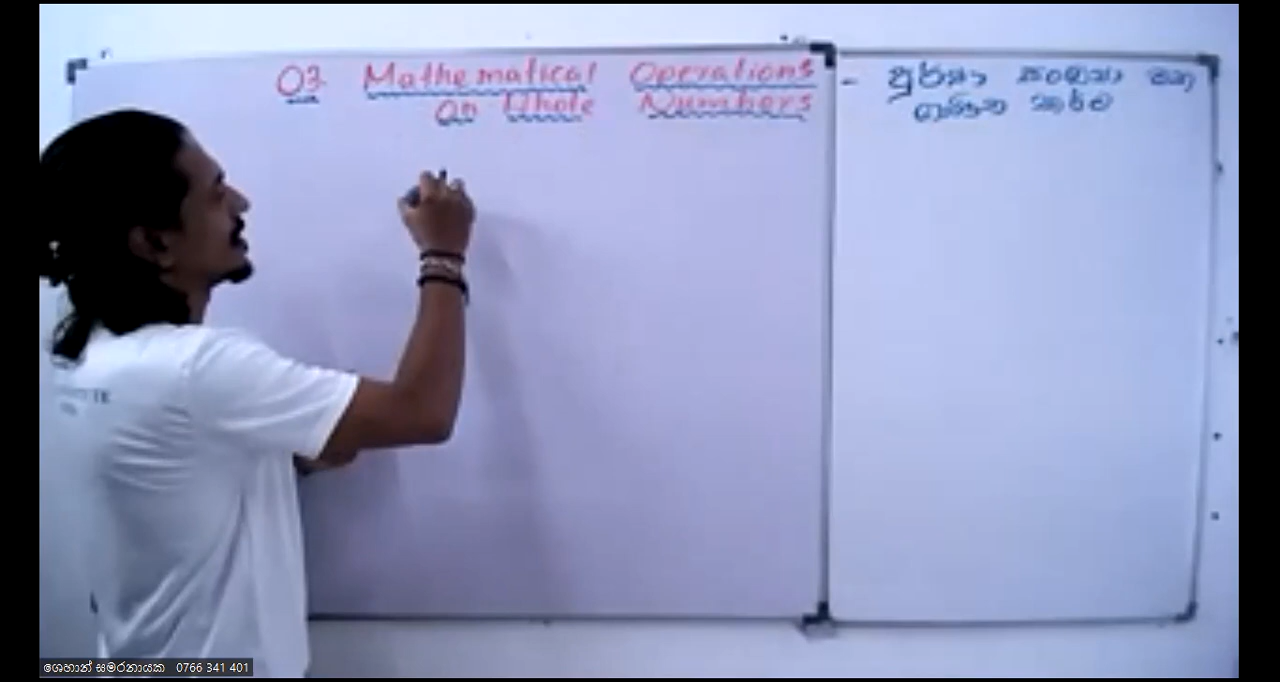 03 Mathematical Operations - පූර්ණ සංඛ්‍යා මත
On Whole Numbers ගණිත කර්ම
සමරනායක 0766 341 401